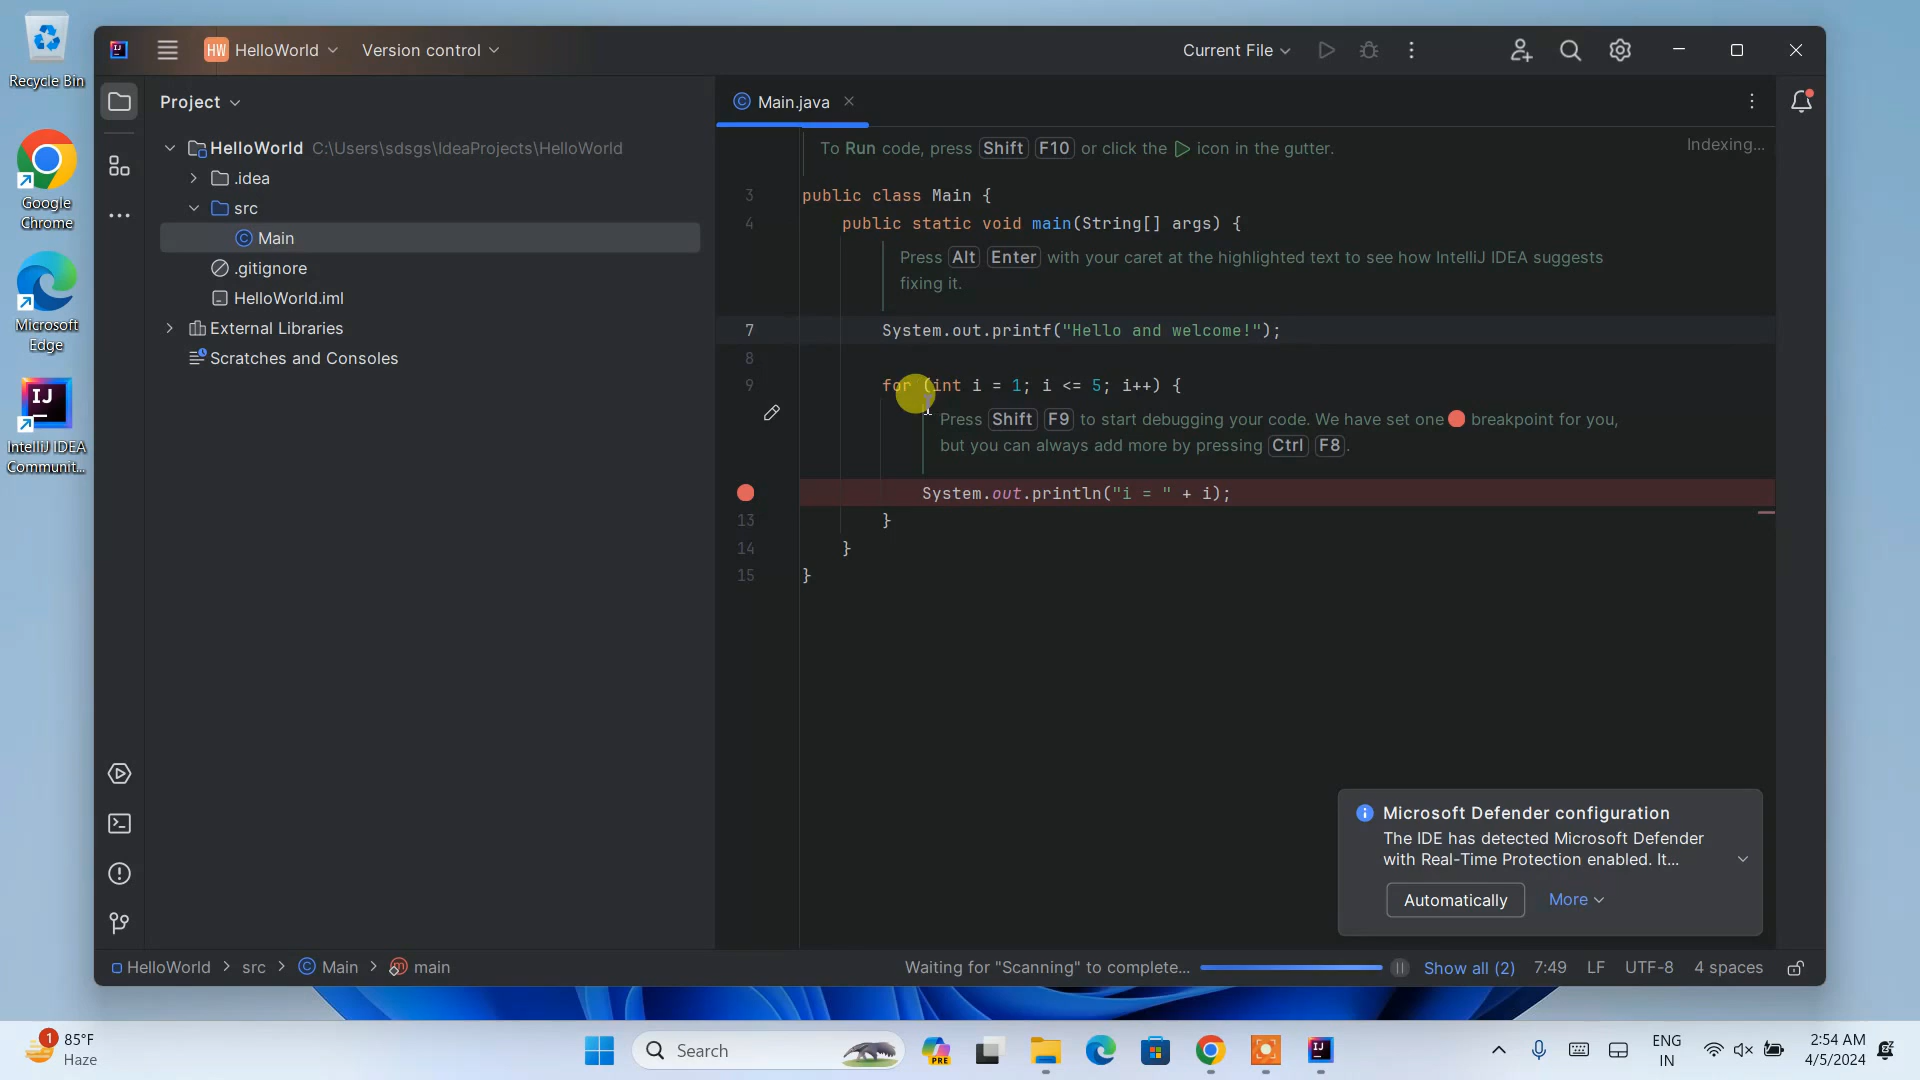 Recycle Bin
Google
Chrome
Microsoft
Edge
IntelliJ IDEA
Communit...
HW HelloWorld
Version control
Current File
Project
HelloWorld C:\Users\sdsgs\IdeaProjects\HelloWorld
.idea
src
Main
.gitignore
HelloWorld.iml
External Libraries
Scratches and Consoles
Main.java
To Run code, press Shift F10 or click the icon in the gutter.
Indexing...
3 public class Main {
4 public static void main(String[] args) {
Press Alt Enter with your caret at the highlighted text to see how IntelliJ IDEA suggests
fixing it.
7 System.out.printf("Hello and welcome!");
8
9 for (int i = 1; i <= 5; i++) {
Press Shift F9 to start debugging your code. We have set one breakpoint for you,
but you can always add more by pressing Ctrl F8.
System.out.println("i = " + i);
13 }
14 }
15 }
Microsoft Defender configuration
The IDE has detected Microsoft Defender
with Real-Time Protection enabled. It...
Automatically More
HelloWorld > src > Main > main
Waiting for "Scanning" to complete... Show all (2) 7:49 LF UTF-8 4 spaces
1 85°F
Haze
Search
PRE
ENG
IN
2:54 AM
4/5/2024